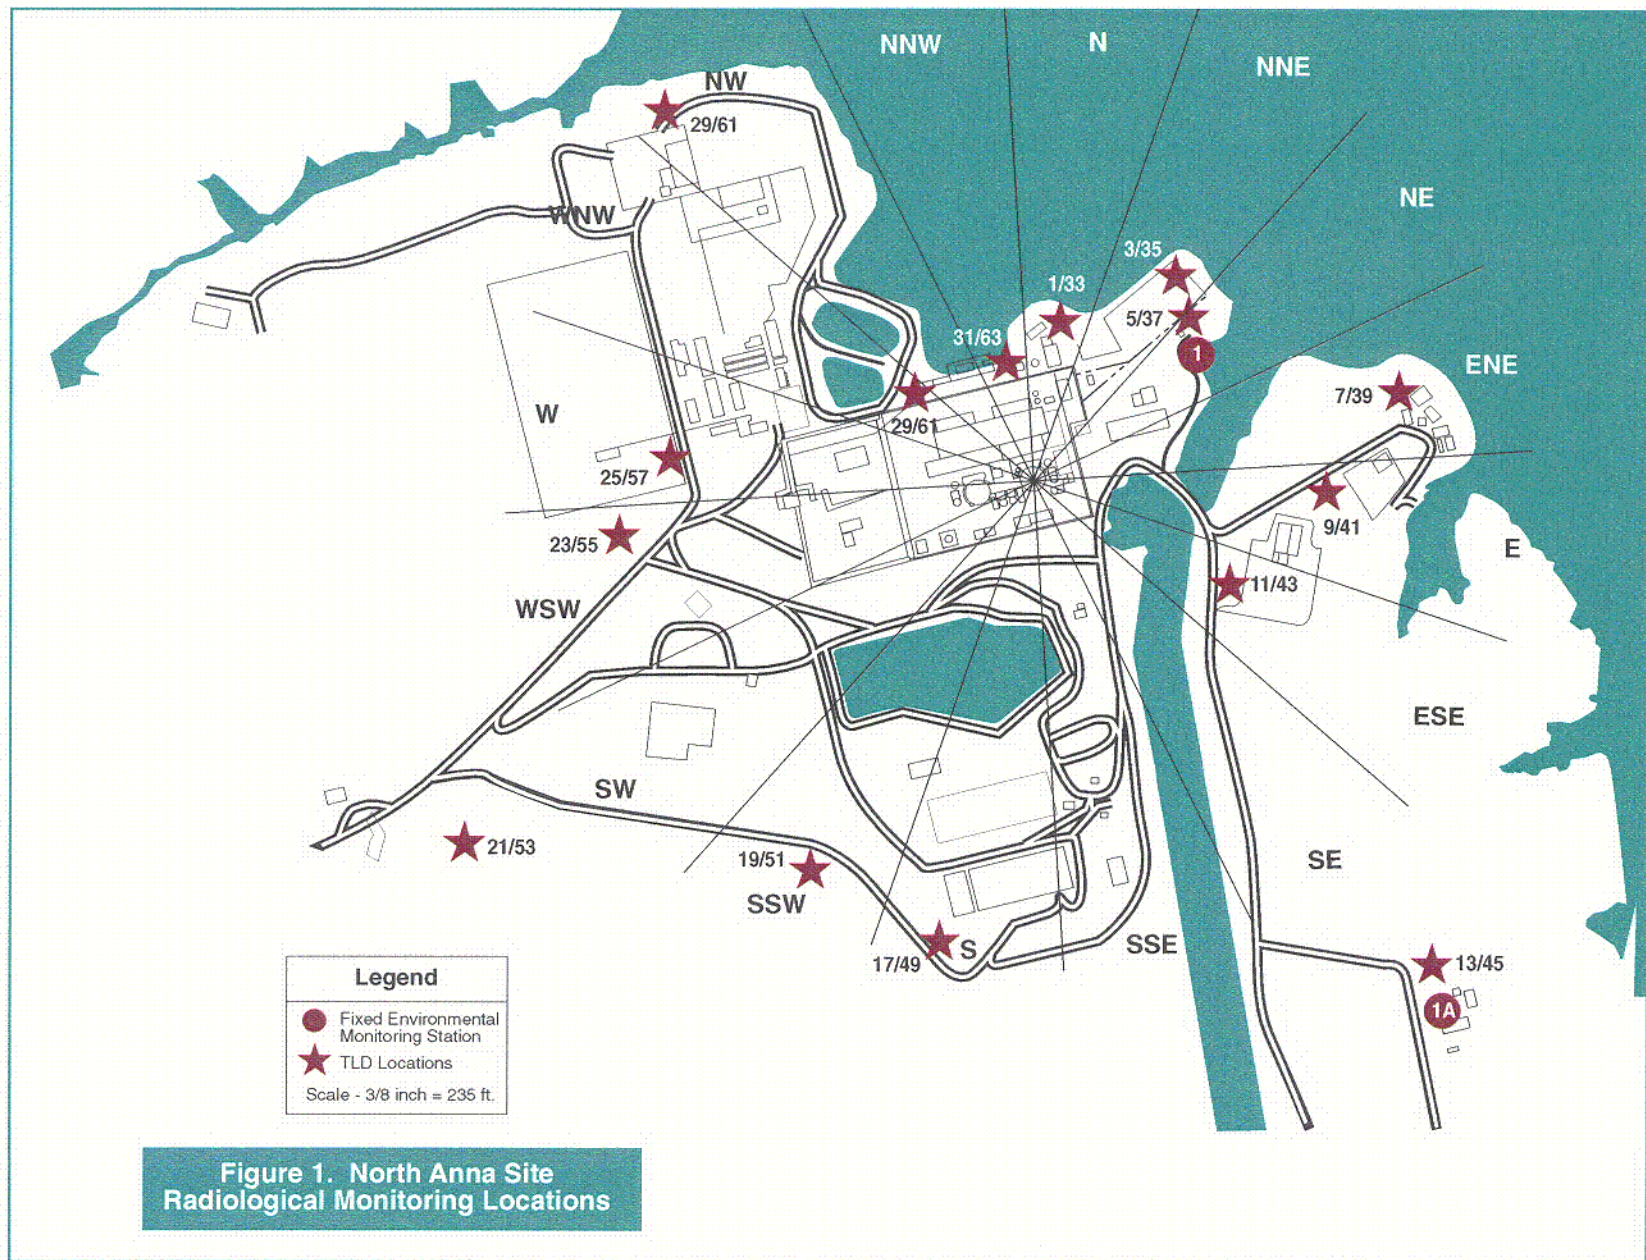 NNW
N
NNE
NW
29/61
NE
WNW
3/35
1/33
5/37
31/63
1
ENE
7/39
W
29/61
25/57
9/41
23/55
E
11/43
WSW
ESE
SW
21/53
19/51
SE
SSW
SSE
S
17/49
13/45
1A
Legend
Fixed Environmental
Monitoring Station
TLD Locations
Scale - 3/8 inch = 235 ft.
Figure 1. North Anna Site
Radiological Monitoring Locations